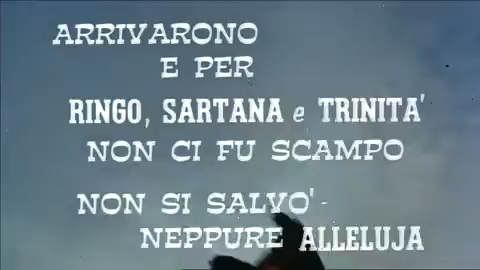 ARRIVARONO
E PER
RINGO, SARTANA e TRINITA'
NON CI FU SCAMPO
NON SI SALVO' -
NEPPURE ALLELUJA